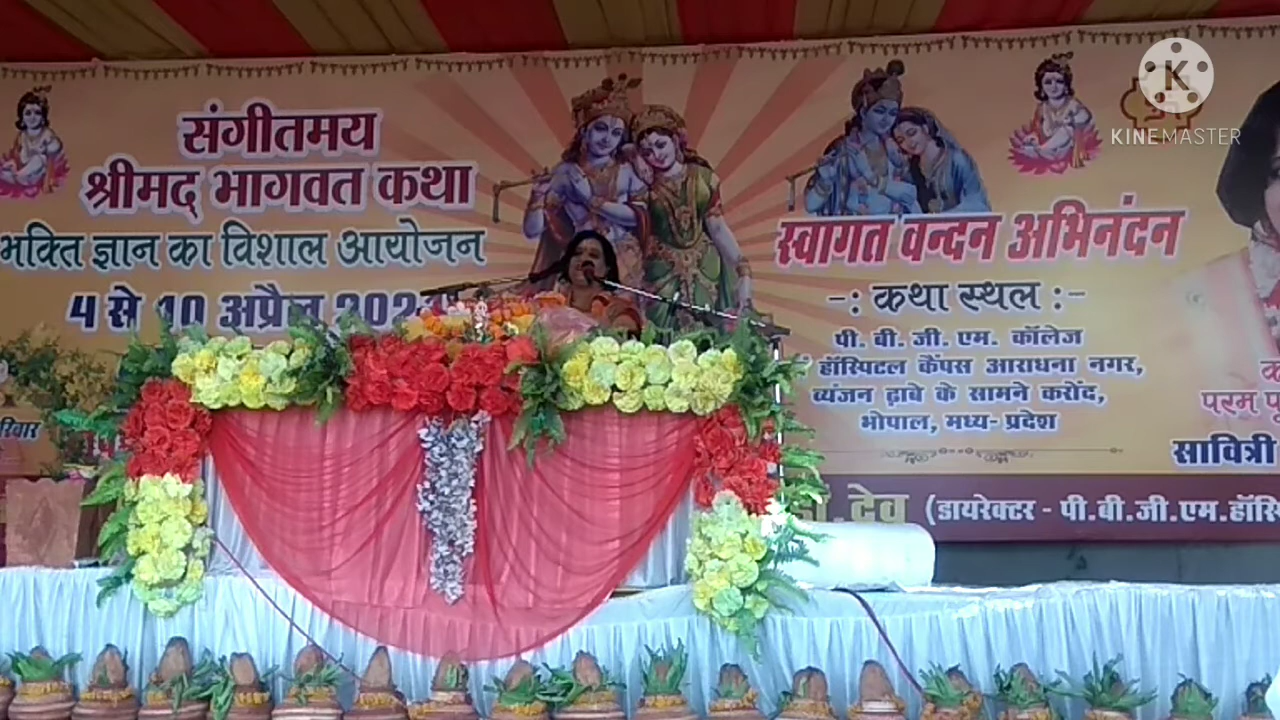 संगीतमय
श्रीमद् भागवत कथा
भक्ति ज्ञान का विशाल आयोजन
4 से 10 अप्रैल
स्वागत वन्दन अभिनंदन
-: कथा स्थल :-
पी. बी. जी. एम. कॉलेज
हॉस्पिटल कैंपस आराधना नगर,
व्यंजन ढ़ाबे के सामने करोंद,
भोपाल, मध्य- प्रदेश
K
KINEMASTER
परम
सावित्री
देव (डायरेक्टर - पी.बी.जी.एम.